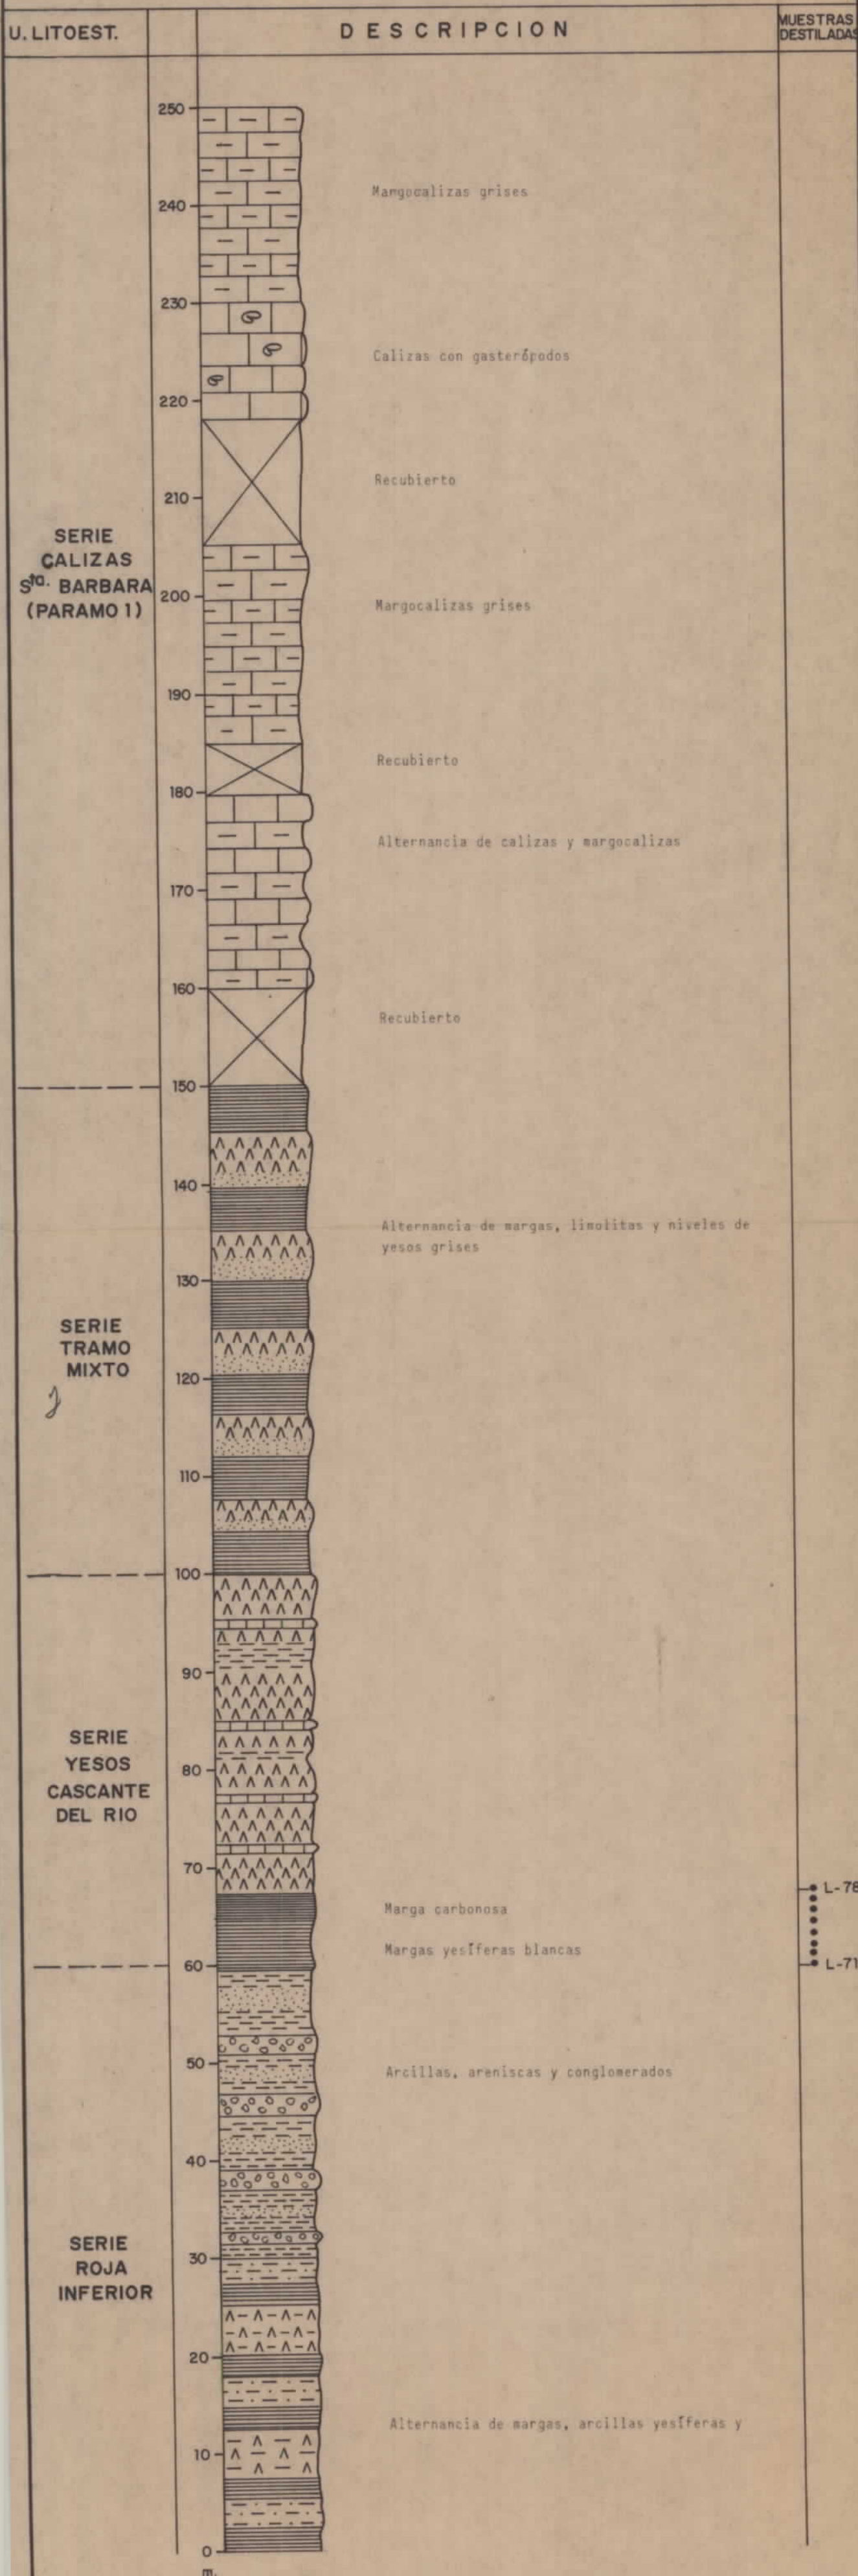 U. LITOEST.
DESCRIPCION
MUESTRAS
DESTILADAS
250
240
Margocalizas grises
230
Calizas con gasterópodos
220
Recubierto
210
SERIE
CALIZAS
Sta. BARBARA
(PARAMO 1)
200
Margocalizas grises
190
Recubierto
180
Alternancia de calizas y margocalizas
170
160
Recubierto
150
140
Alternancia de margas, limolitas y niveles de
yesos grises
130
SERIE
TRAMO
MIXTO
120
110
100
90
SERIE
YESOS
CASCANTE
DEL RIO
80
70
L-78
Marga carbonosa
Margas yesíferas blancas
60
L-71
50
Arcillas, areniscas y conglomerados
40
30
SERIE
ROJA
INFERIOR
20
Alternancia de margas, arcillas yesíferas y
10
0
m.